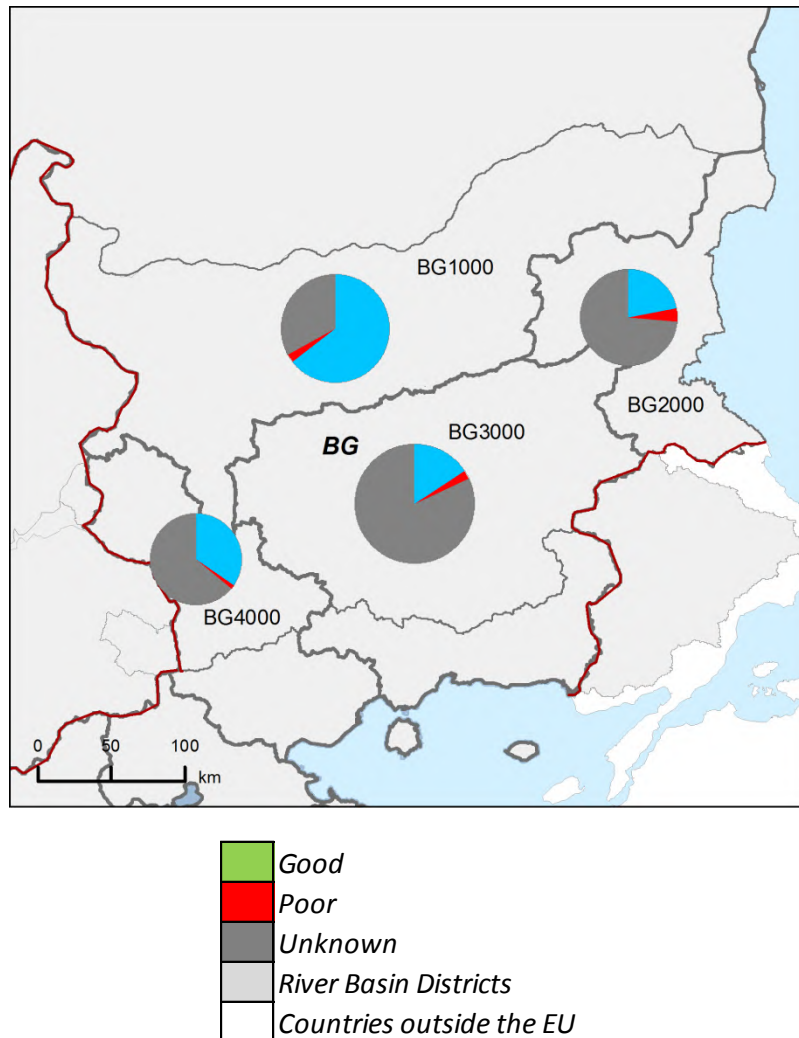 BG1000
BG2000
BG
BG3000
BG4000
0 50 100
km
Good
Poor
Unknown
River Basin Districts
Countries outside the EU